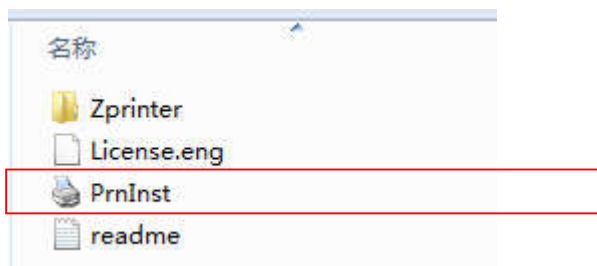 名称
Zprinter
License.eng
PrnInst
readme